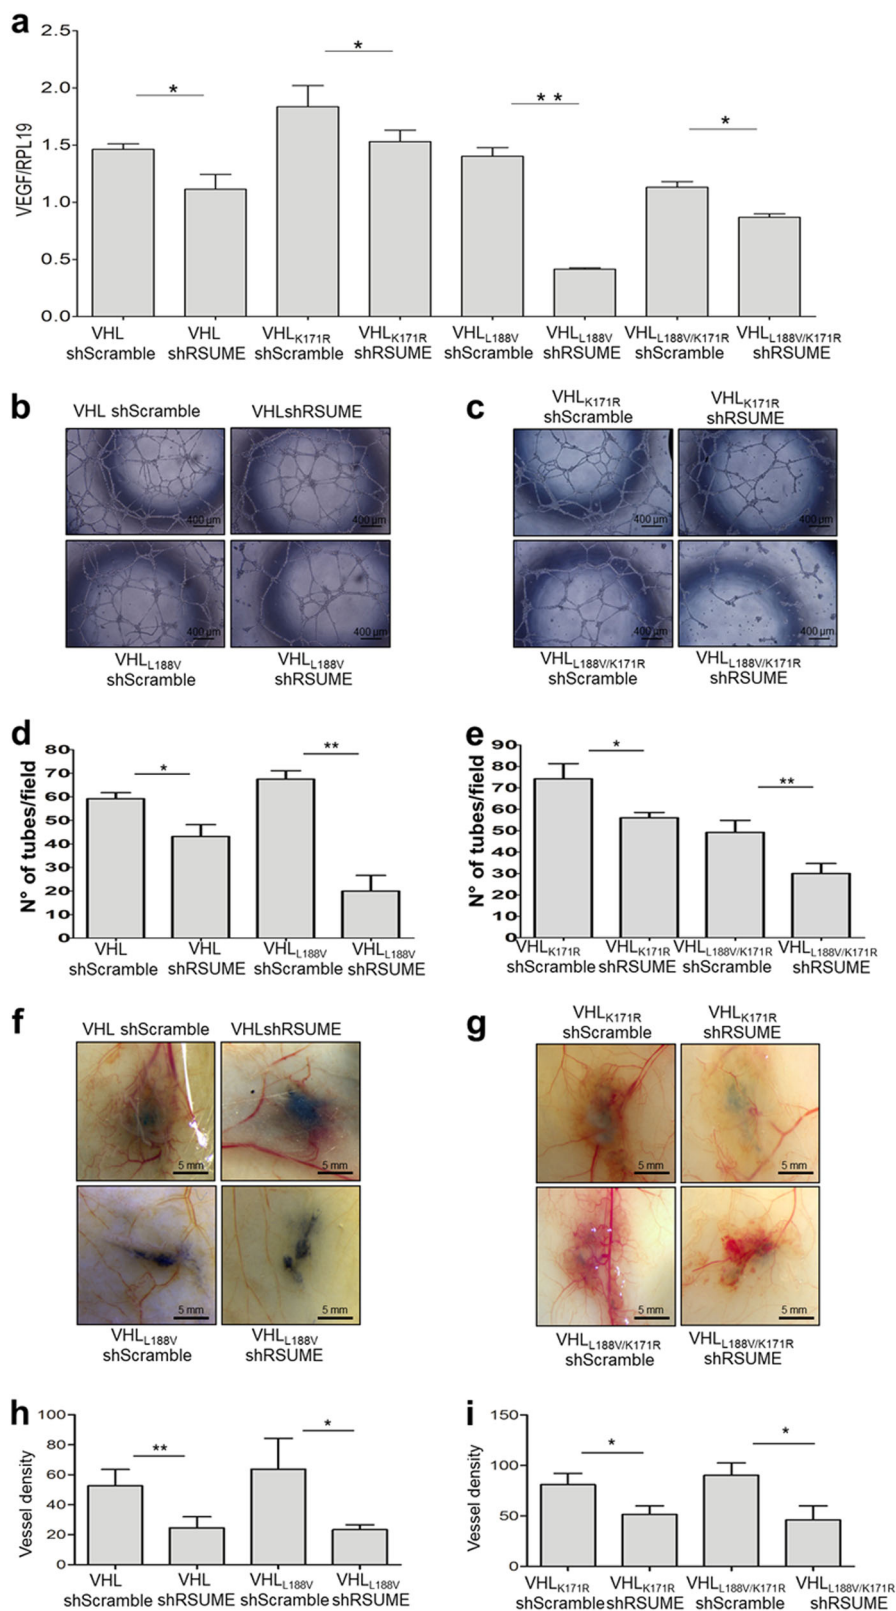 a
2.5
2.0
1.5
1.0
0.5
0.0
VEGF/RPL19
*
*
* *
*
VHL shScramble
VHL shRSUME
VHLK171R shScramble
VHLK171R shRSUME
VHLL188V shScramble
VHLL188V shRSUME
VHLL188V/K171R shScramble
VHLL188V/K171R shRSUME
b
VHL shScramble
VHLshRSUME
400 µm
400 µm
400 µm
400 µm
VHLL188V
shScramble
VHLL188V
shRSUME
c
VHLK171R
shScramble
VHLK171R
shRSUME
400 µm
400 µm
400 µm
400 µm
VHLL188V/K171R
shScramble
VHLL188V/K171R
shRSUME
d
80
70
60
50
40
30
20
10
0
N° of tubes/field
*
**
VHL
shScramble
VHL
shRSUME
VHLL188V
shScramble
VHLL188V
shRSUME
e
90
80
70
60
50
40
30
20
10
0
N° of tubes/field
*
**
VHLK171R
shScramble
VHLK171R
shRSUME
VHLL188V/K171R
shScramble
VHLL188V/K171R
shRSUME
f
VHL shScramble
VHLshRSUME
5 mm
5 mm
5 mm
5 mm
VHLL188V
shScramble
VHLL188V
shRSUME
g
VHLK171R
shScramble
VHLK171R
shRSUME
5 mm
5 mm
5 mm
5 mm
VHLL188V/K171R
shScramble
VHLL188V/K171R
shRSUME
h
100
80
60
40
20
0
Vessel density
**
*
VHL
shScramble
VHL
shRSUME
VHLL188V
shScramble
VHLL188V
shRSUME
i
150
100
50
0
Vessel density
*
*
VHLK171R
shScramble
VHLK171R
shRSUME
VHLL188V/K171R
shScramble
VHLL188V/K171R
shRSUME